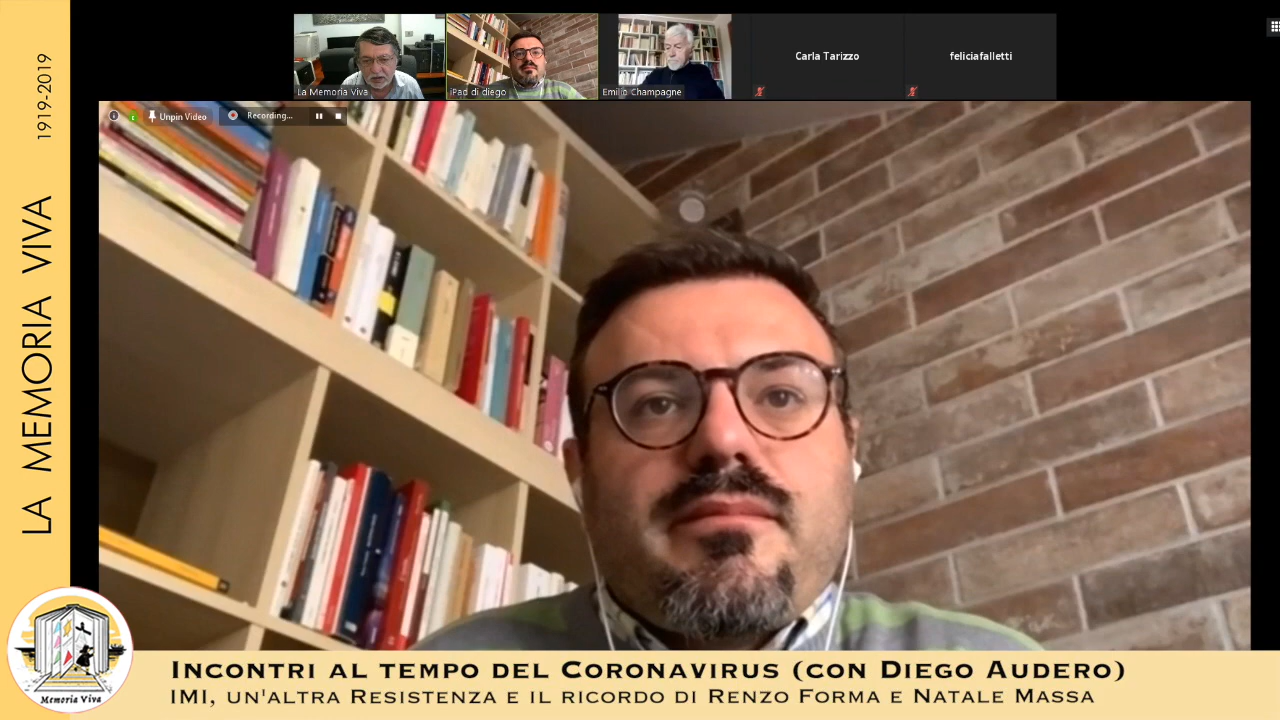 La Memoria Viva
iPad di diego
Emilio Champagne
Carla Tarizzo
feliciafalletti
Unpin Video
Recording...
LA MEMORIA VIVA 1919-2019
Memoria Viva
Incontri al tempo del Coronavirus (con Diego Audero)
IMI, un'altra Resistenza e il ricordo di Renzo Forma e Natale Massa